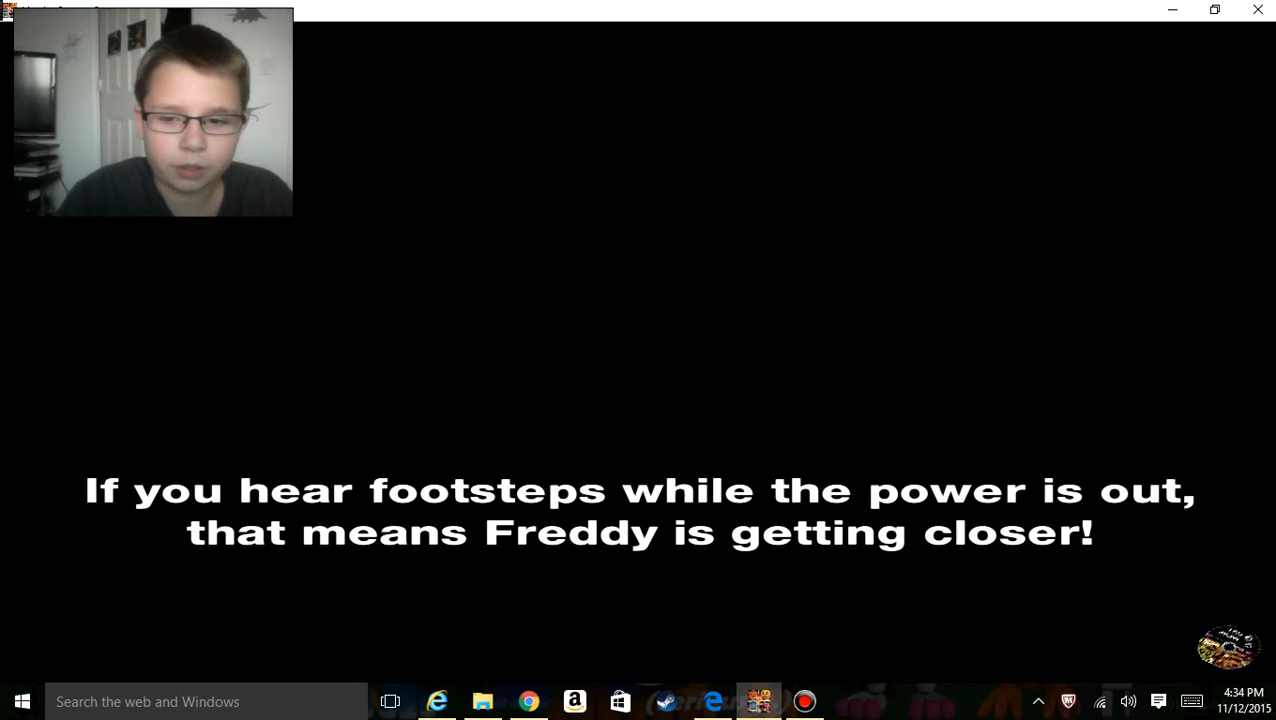 If you hear footsteps while the power is out,
that means Freddy is getting closer!
Search the web and Windows
4:34 PM
11/12/2015